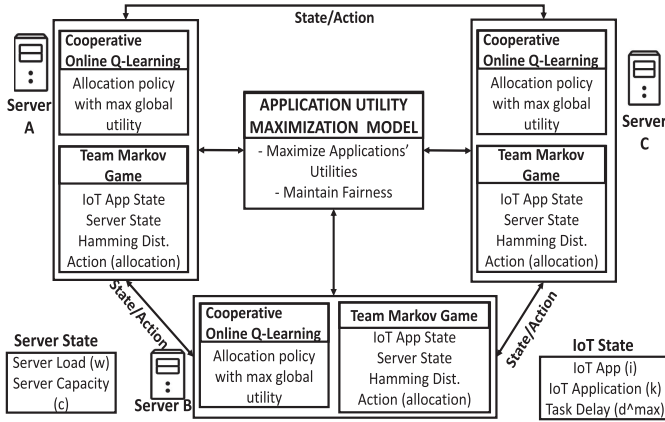 State/Action
Cooperative
Online Q-Learning
Allocation policy
with max global
utility
Team Markov
Game
IoT App State
Server State
Hamming Dist.
Action (allocation)
Server
A
APPLICATION UTILITY
MAXIMIZATION MODEL
- Maximize Applications'
Utilities
- Maintain Fairness
Cooperative
Online Q-Learning
Allocation policy
with max global
utility
Team Markov
Game
IoT App State
Server State
Hamming Dist.
Action (allocation)
Server
C
State/Action
State/Action
Cooperative
Online Q-Learning
Allocation policy
with max global
utility
Team Markov Game
IoT App State
Server State
Hamming Dist.
Action (allocation)
Server B
Server State
Server Load (w)
Server Capacity
(c)
IoT State
IoT App (i)
IoT Application (k)
Task Delay (d^max)